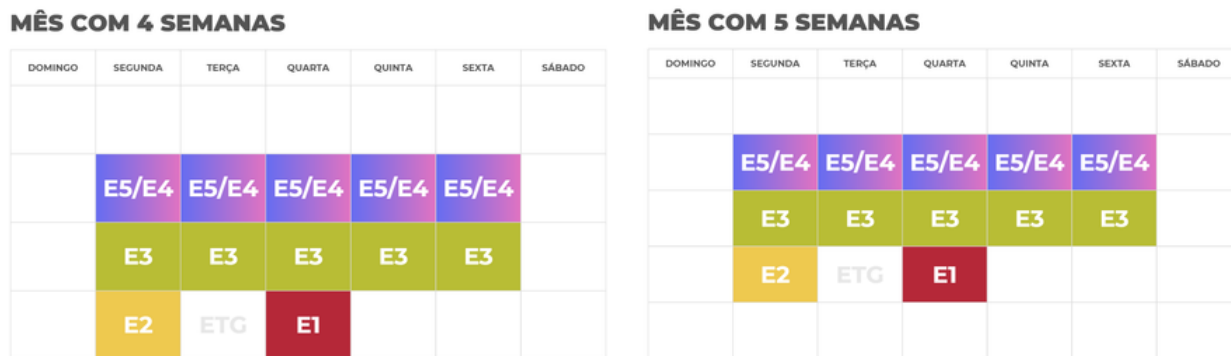 MÊS COM 4 SEMANAS
DOMINGO SEGUNDA TERÇA QUARTA QUINTA SEXTA SÁBADO
E5/E4 E5/E4 E5/E4 E5/E4 E5/E4
E3 E3 E3 E3 E3
E2 ETG E1
MÊS COM 5 SEMANAS
DOMINGO SEGUNDA TERÇA QUARTA QUINTA SEXTA SÁBADO
E5/E4 E5/E4 E5/E4 E5/E4 E5/E4
E3 E3 E3 E3 E3
E2 ETG E1